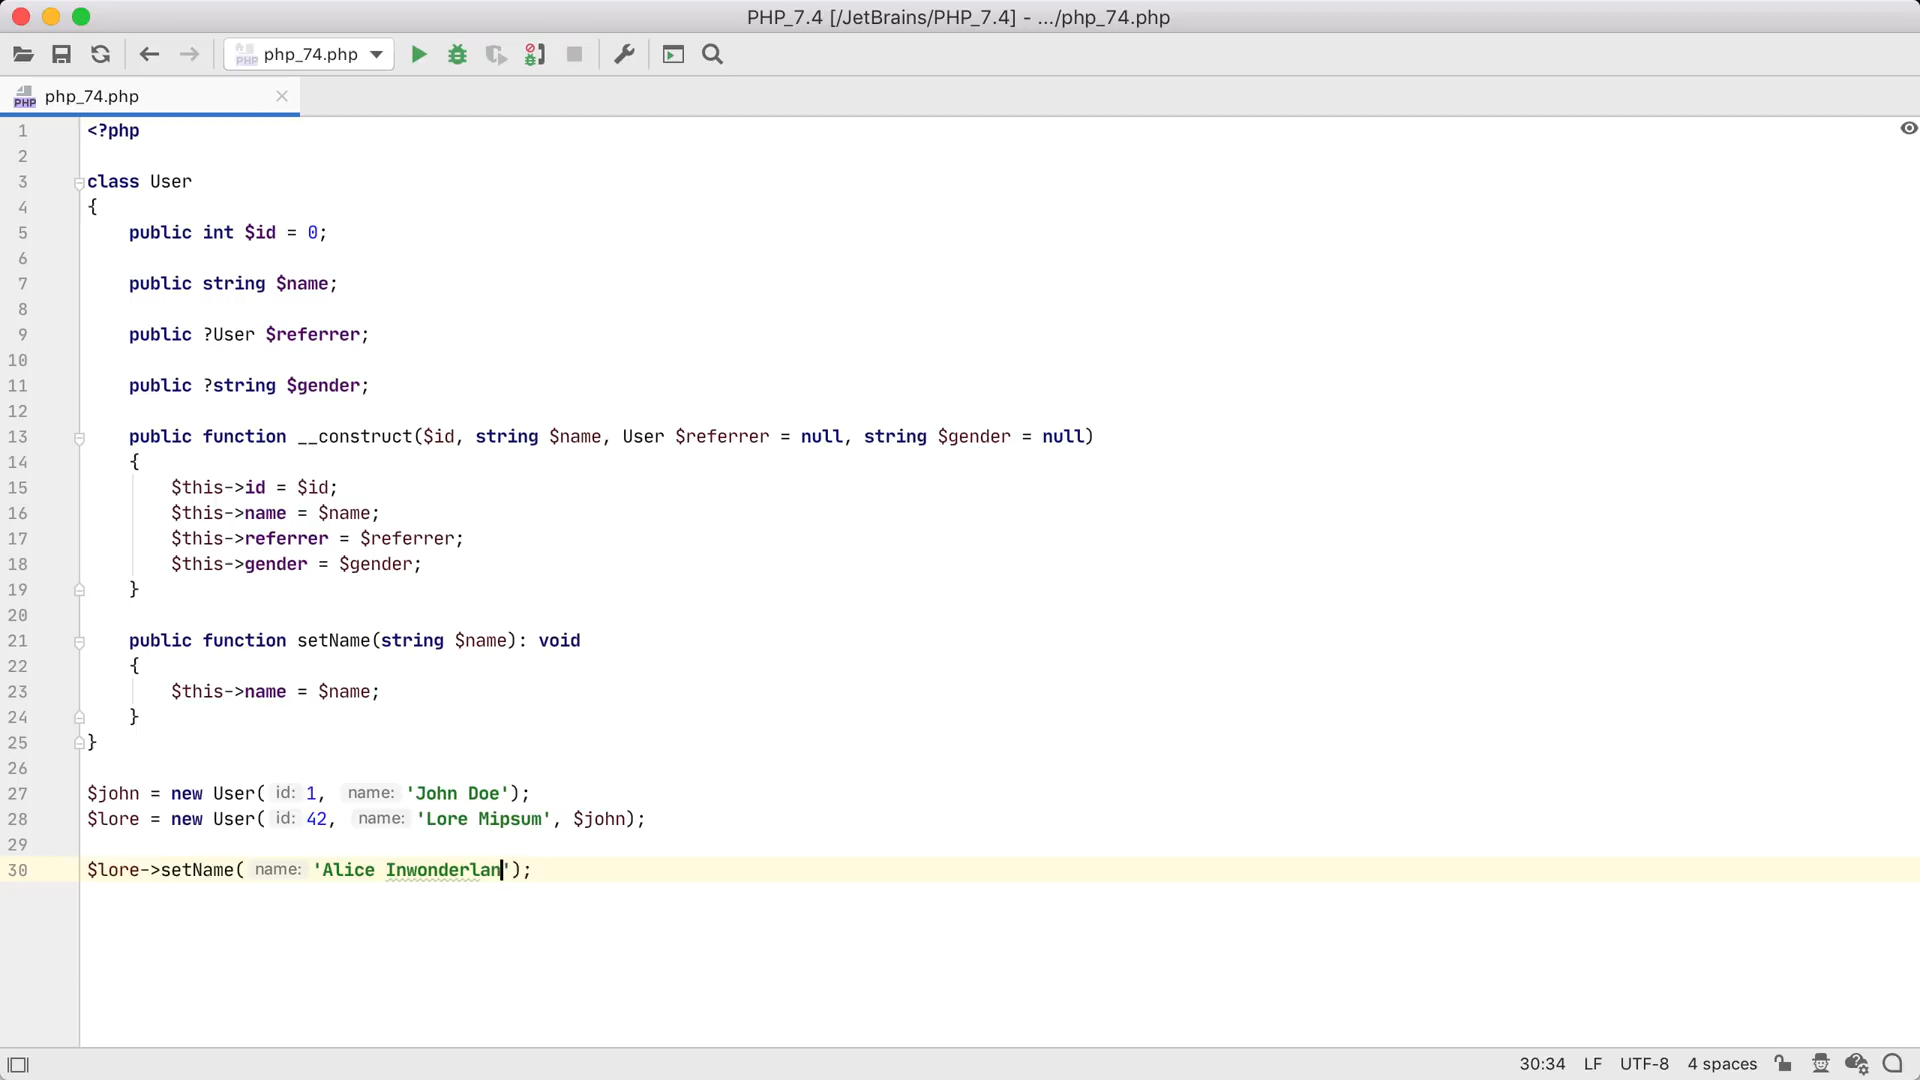 PHP_7.4 [/JetBrains/PHP_7.4] - .../php_74.php
PHP php_74.php
PHP php_74.php
1 <?php
2
3 class User
4 {
5     public int $id = 0;
6
7     public string $name;
8
9     public ?User $referrer;
10
11     public ?string $gender;
12
13     public function __construct($id, string $name, User $referrer = null, string $gender = null)
14     {
15         $this->id = $id;
16         $this->name = $name;
17         $this->referrer = $referrer;
18         $this->gender = $gender;
19     }
20
21     public function setName(string $name): void
22     {
23         $this->name = $name;
24     }
25 }
26
27 $john = new User( id: 1, name: 'John Doe');
28 $lore = new User( id: 42, name: 'Lore Mipsum', $john);
29
30 $lore->setName( name: 'Alice Inwonderlan');
30:34 LF UTF-8 4 spaces